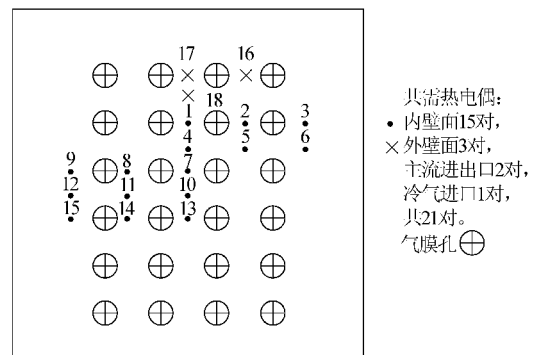 17 16
18
1 2 3
4 5 6
9 8 7
12 11 10
15 14 13
共需热电偶:
• 内壁面15对,
× 外壁面3对,
主流进出口2对,
冷气进口1对,
共21对。
气膜孔